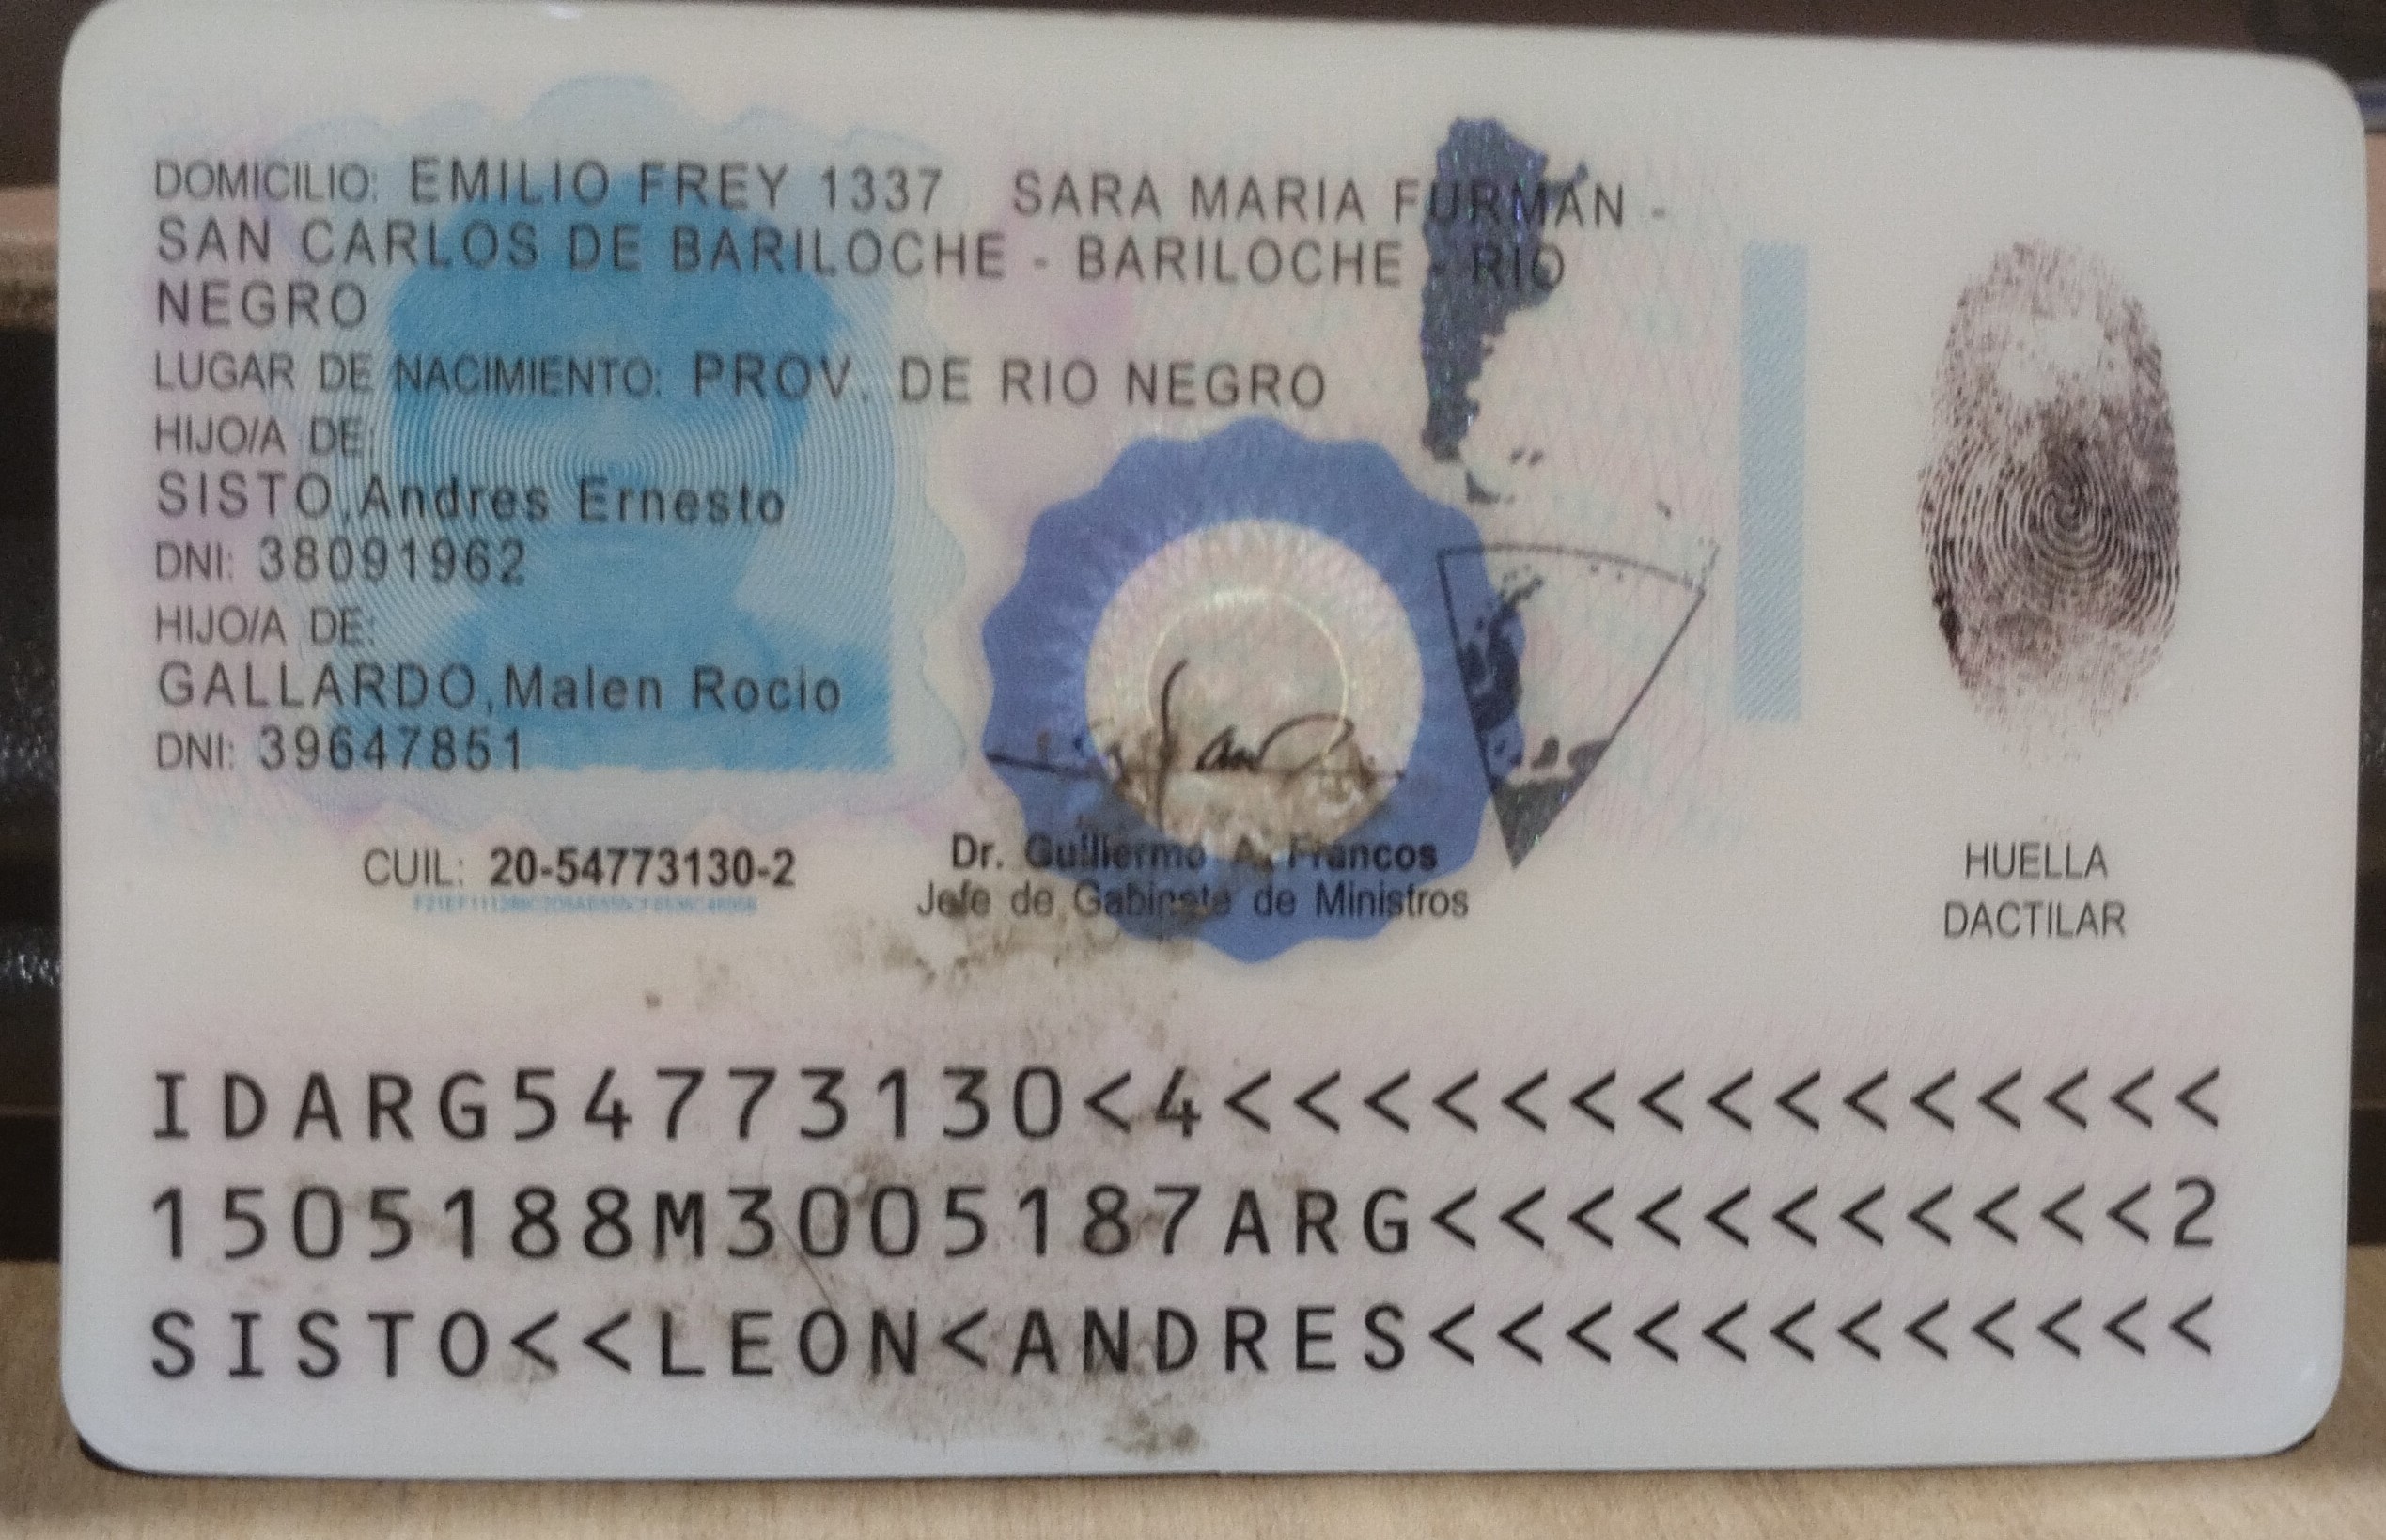 DOMICILIO: EMILIO FREY 1337 SARA MARIA FURMAN -
SAN CARLOS DE BARILOCHE - BARILOCHE - RIO
NEGRO
LUGAR DE NACIMIENTO: PROV. DE RIO NEGRO
HIJO/A DE:
SISTO,Andres Ernesto
DNI: 38091962
HIJO/A DE:
GALLARDO,Malen Rocio
DNI: 39647851
CUIL: 20-54773130-2
Dr. Guillermo A. Francos
Jefe de Gabinete de Ministros
HUELLA
DACTILAR
IDARG54773130<4<<<<<<<<<<<<<<<
1505188M3005187ARG<<<<<<<<<<<2
SISTO<<LEON<ANDRES<<<<<<<<<<<<